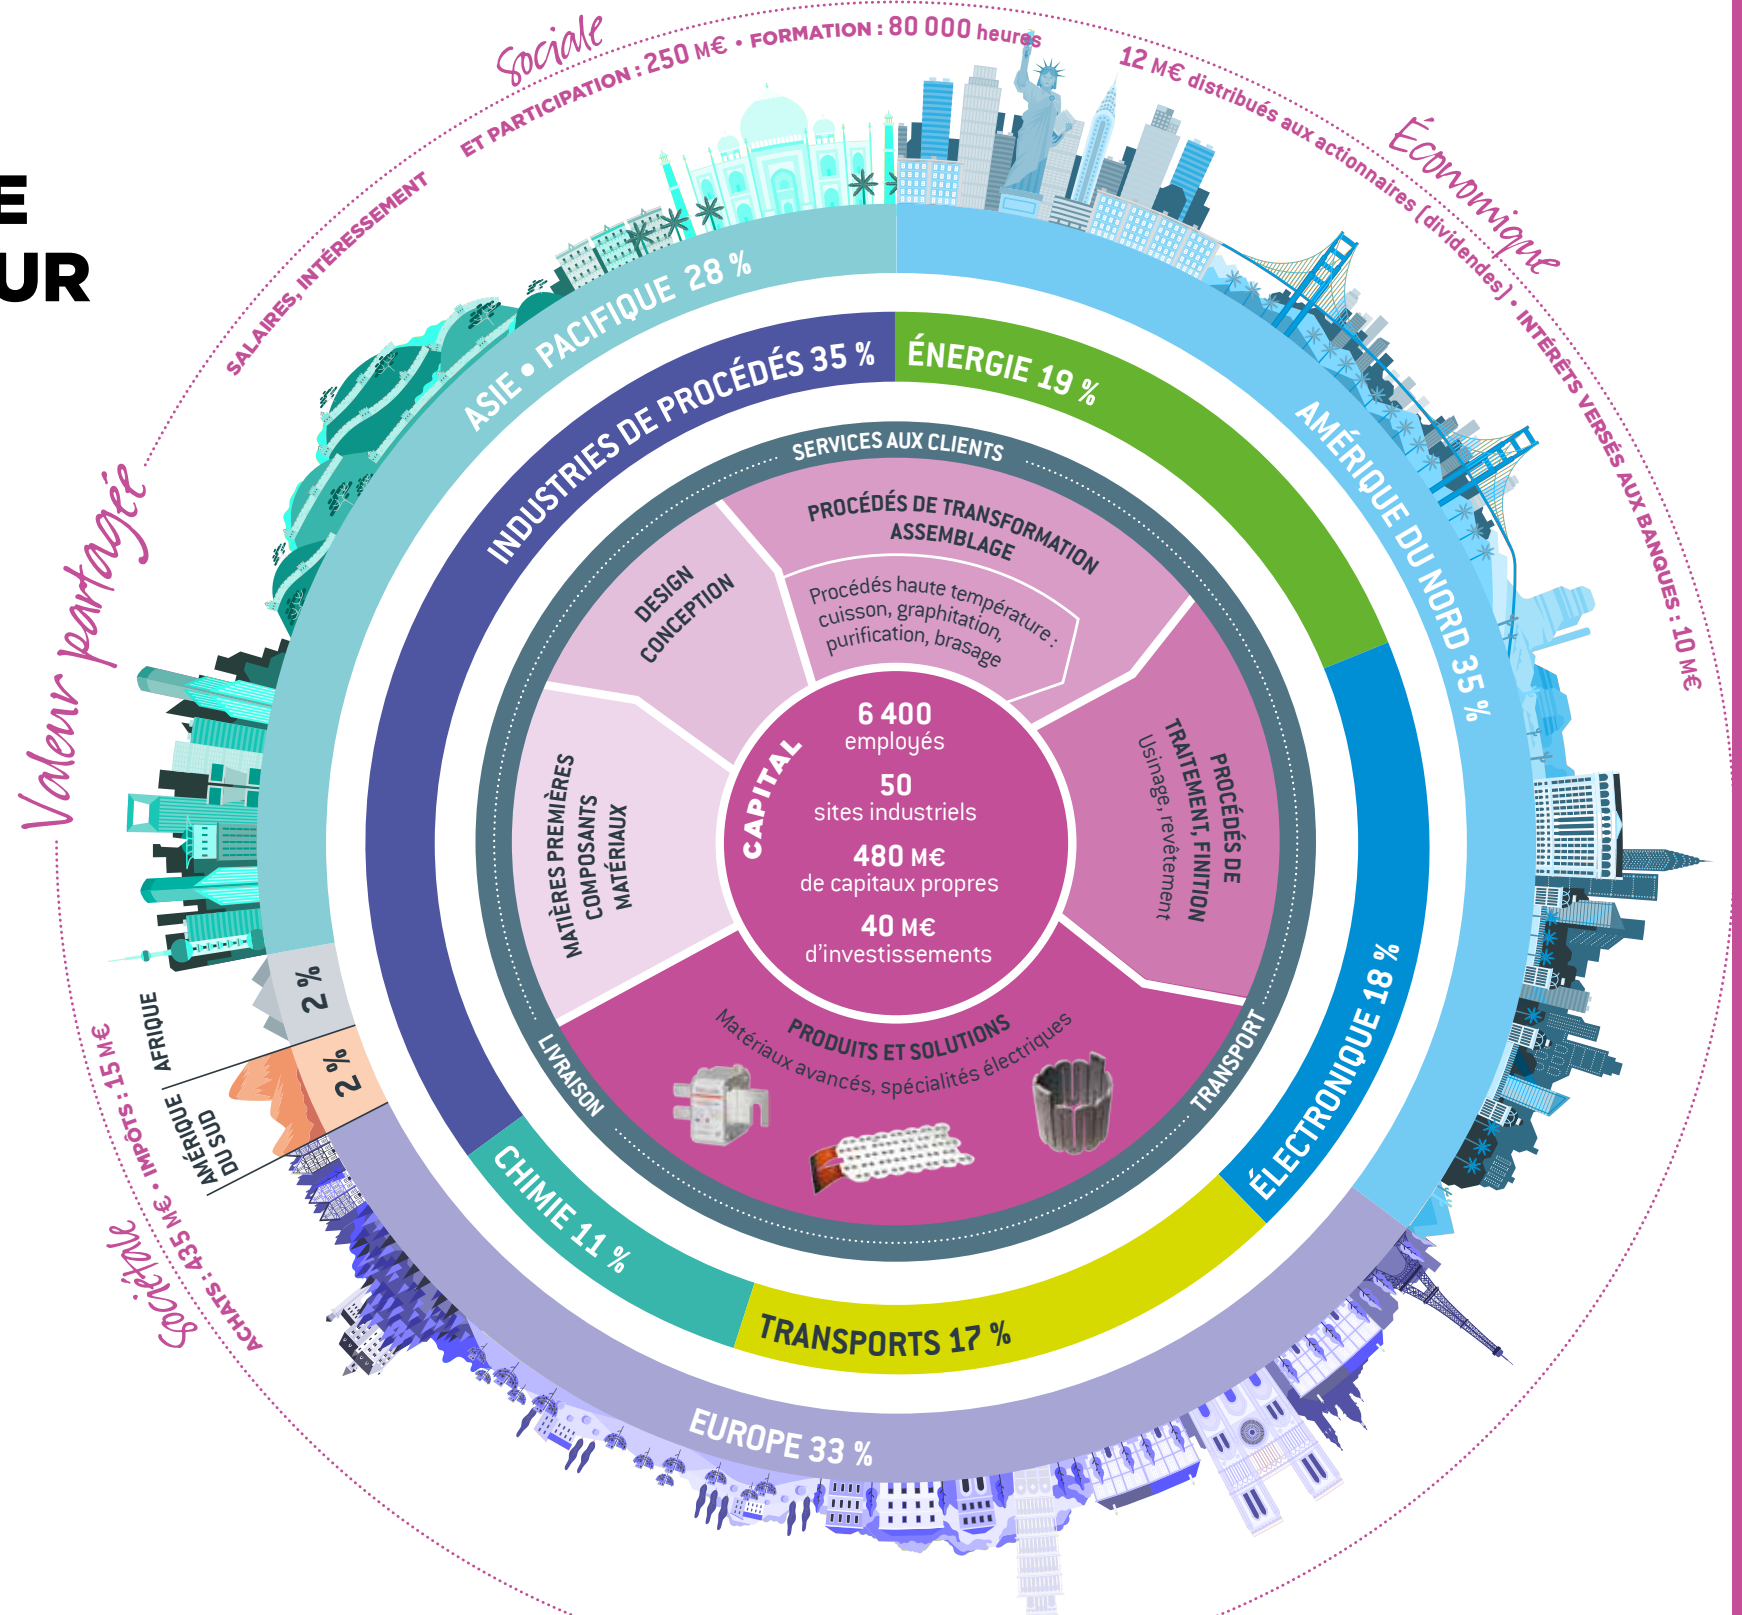 E
UR
Valeur partagée
Sociale
SALAIRES, INTÉRESSEMENT ET PARTICIPATION : 250 M€ • FORMATION : 80 000 heures
Économique
12 M€ distribués aux actionnaires (dividendes) • INTÉRÊTS VERSÉS AUX BANQUES : 10 M€
Sociétale
ACHATS : 435 M€ • IMPÔTS : 15 M€
ASIE • PACIFIQUE 28 %
AMÉRIQUE DU NORD 35 %
EUROPE 33 %
AMÉRIQUE
DU SUD
2 %
AFRIQUE
2 %
INDUSTRIES DE PROCÉDÉS 35 %
ÉNERGIE 19 %
ÉLECTRONIQUE 18 %
TRANSPORTS 17 %
CHIMIE 11 %
SERVICES AUX CLIENTS
TRANSPORT
LIVRAISON
DESIGN
CONCEPTION
PROCÉDÉS DE TRANSFORMATION
ASSEMBLAGE
Procédés haute température :
cuisson, graphitation,
purification, brasage
PROCÉDÉS DE
TRAITEMENT, FINITION
Usinage, revêtement
PRODUITS ET SOLUTIONS
Matériaux avancés, spécialités électriques
MATIÈRES PREMIÈRES
COMPOSANTS
MATÉRIAUX
CAPITAL
6 400
employés
50
sites industriels
480 M€
de capitaux propres
40 M€
d'investissements